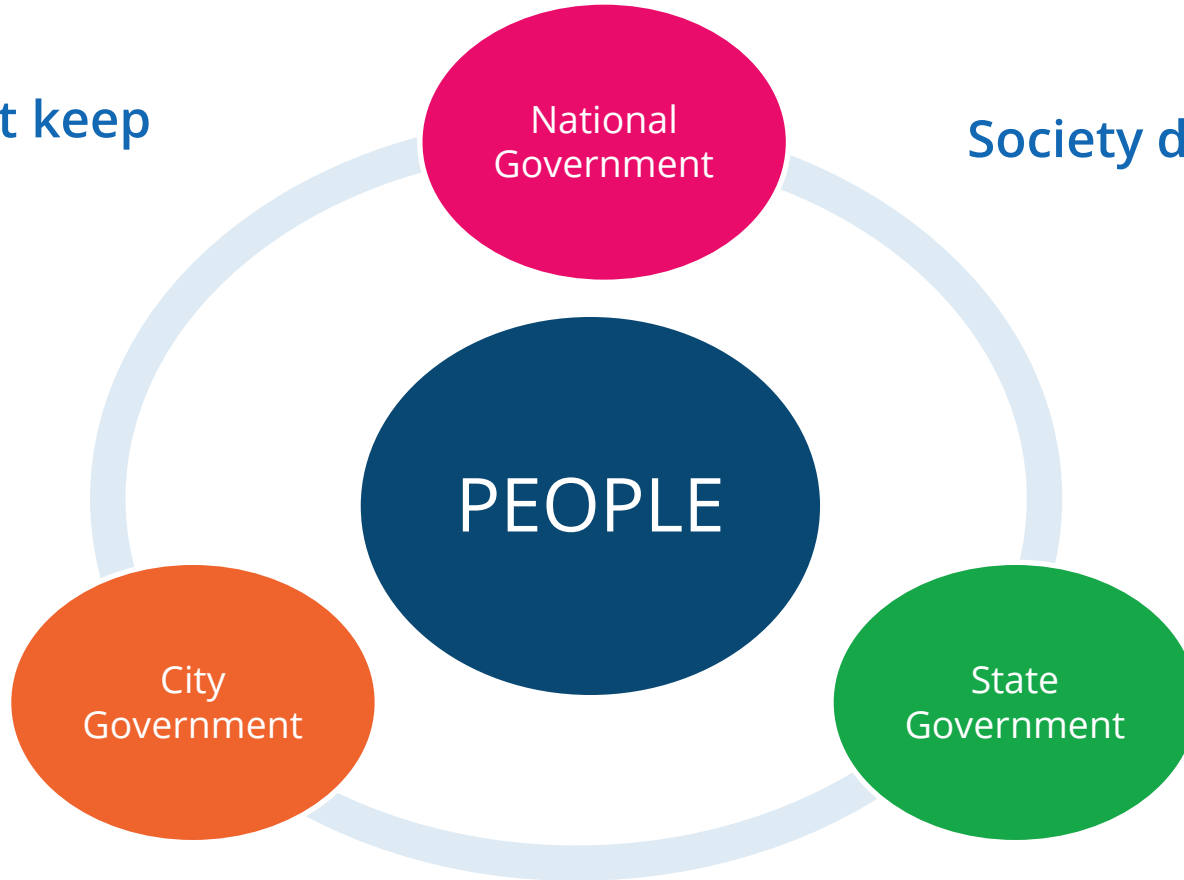 t keep
Society d
National
Government
PEOPLE
City
Government
State
Government